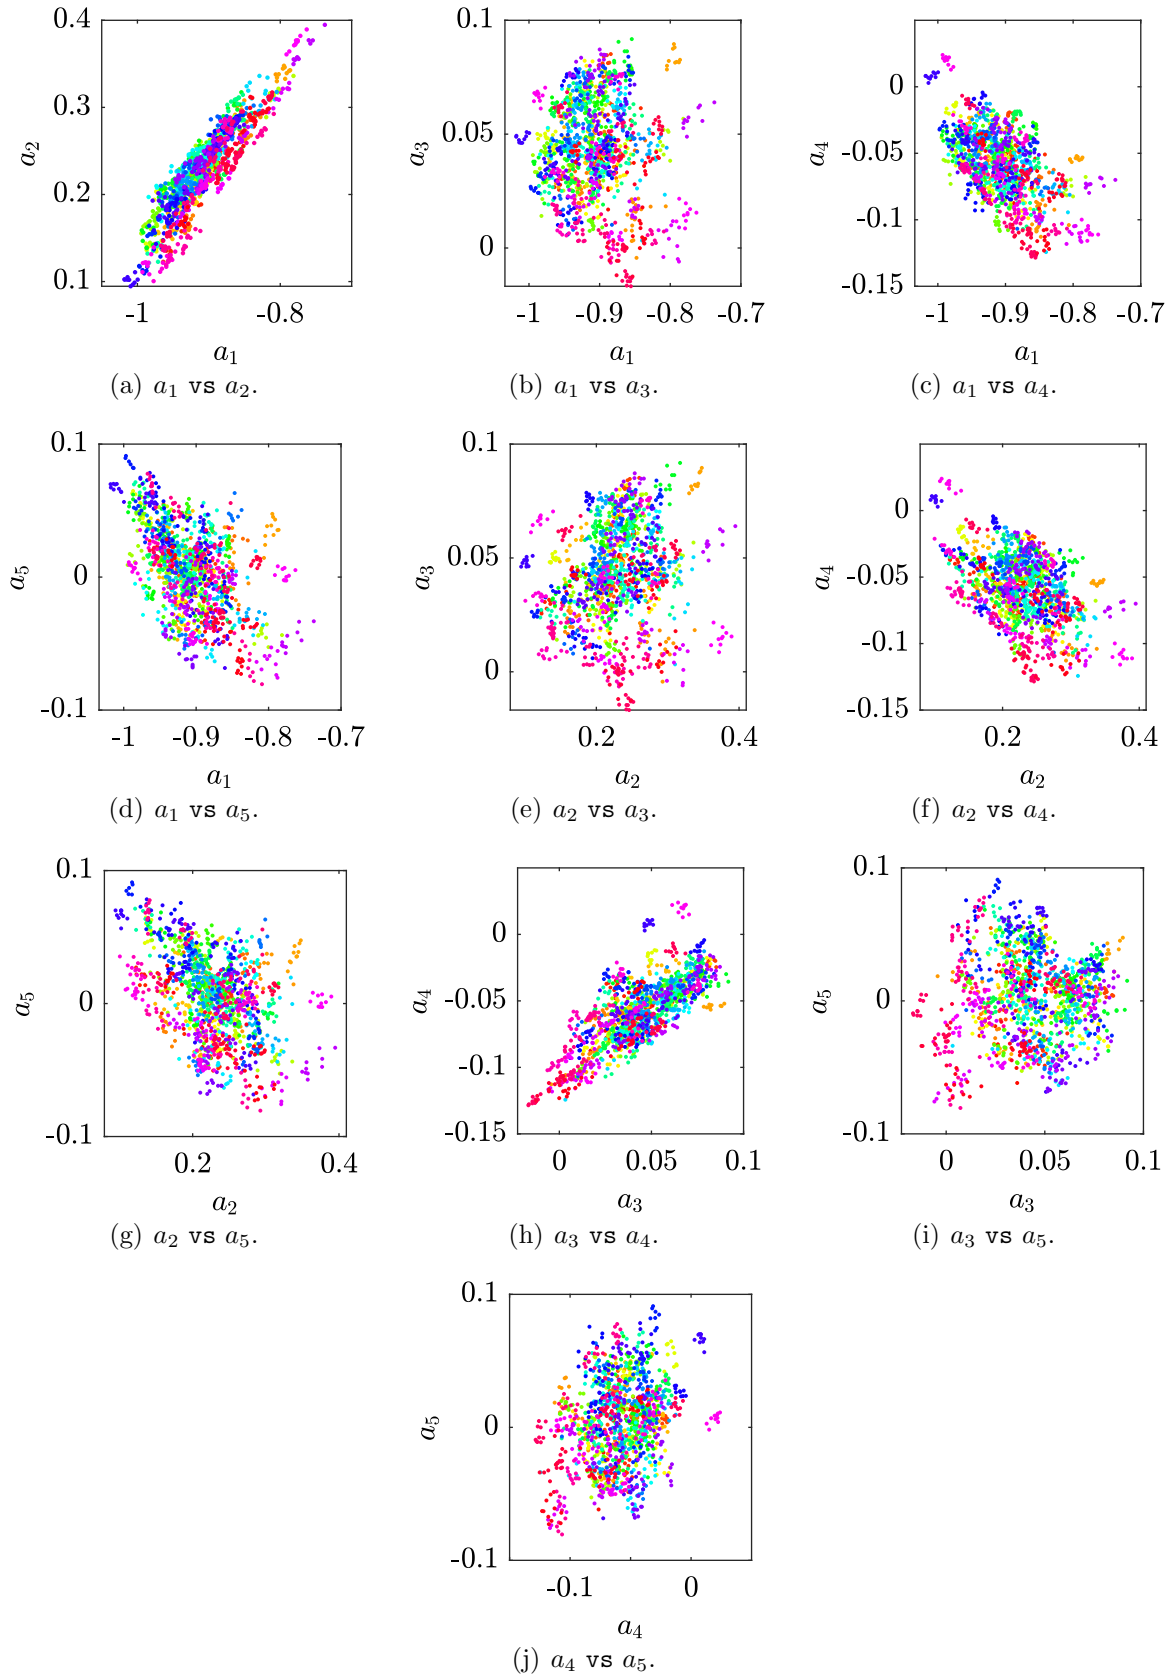 0.4
0.3
0.2
0.1
a₂
-1 -0.8
a₁
(a) a₁ vs a₂.
0.1
0.05
0
a₃
-1 -0.9 -0.8 -0.7
a₁
(b) a₁ vs a₃.
0
-0.05
-0.1
-0.15
a₄
-1 -0.9 -0.8 -0.7
a₁
(c) a₁ vs a₄.
0.1
0
-0.1
a₅
-1 -0.9 -0.8 -0.7
a₁
(d) a₁ vs a₅.
0.1
0.05
0
a₃
0.2 0.4
a₂
(e) a₂ vs a₃.
0
-0.05
-0.1
-0.15
a₄
0.2 0.4
a₂
(f) a₂ vs a₄.
0.1
0
-0.1
a₅
0.2 0.4
a₂
(g) a₂ vs a₅.
0
-0.05
-0.1
-0.15
a₄
0 0.05 0.1
a₃
(h) a₃ vs a₄.
0.1
0
-0.1
a₅
0 0.05 0.1
a₃
(i) a₃ vs a₅.
0.1
0
-0.1
a₅
-0.1 0
a₄
(j) a₄ vs a₅.